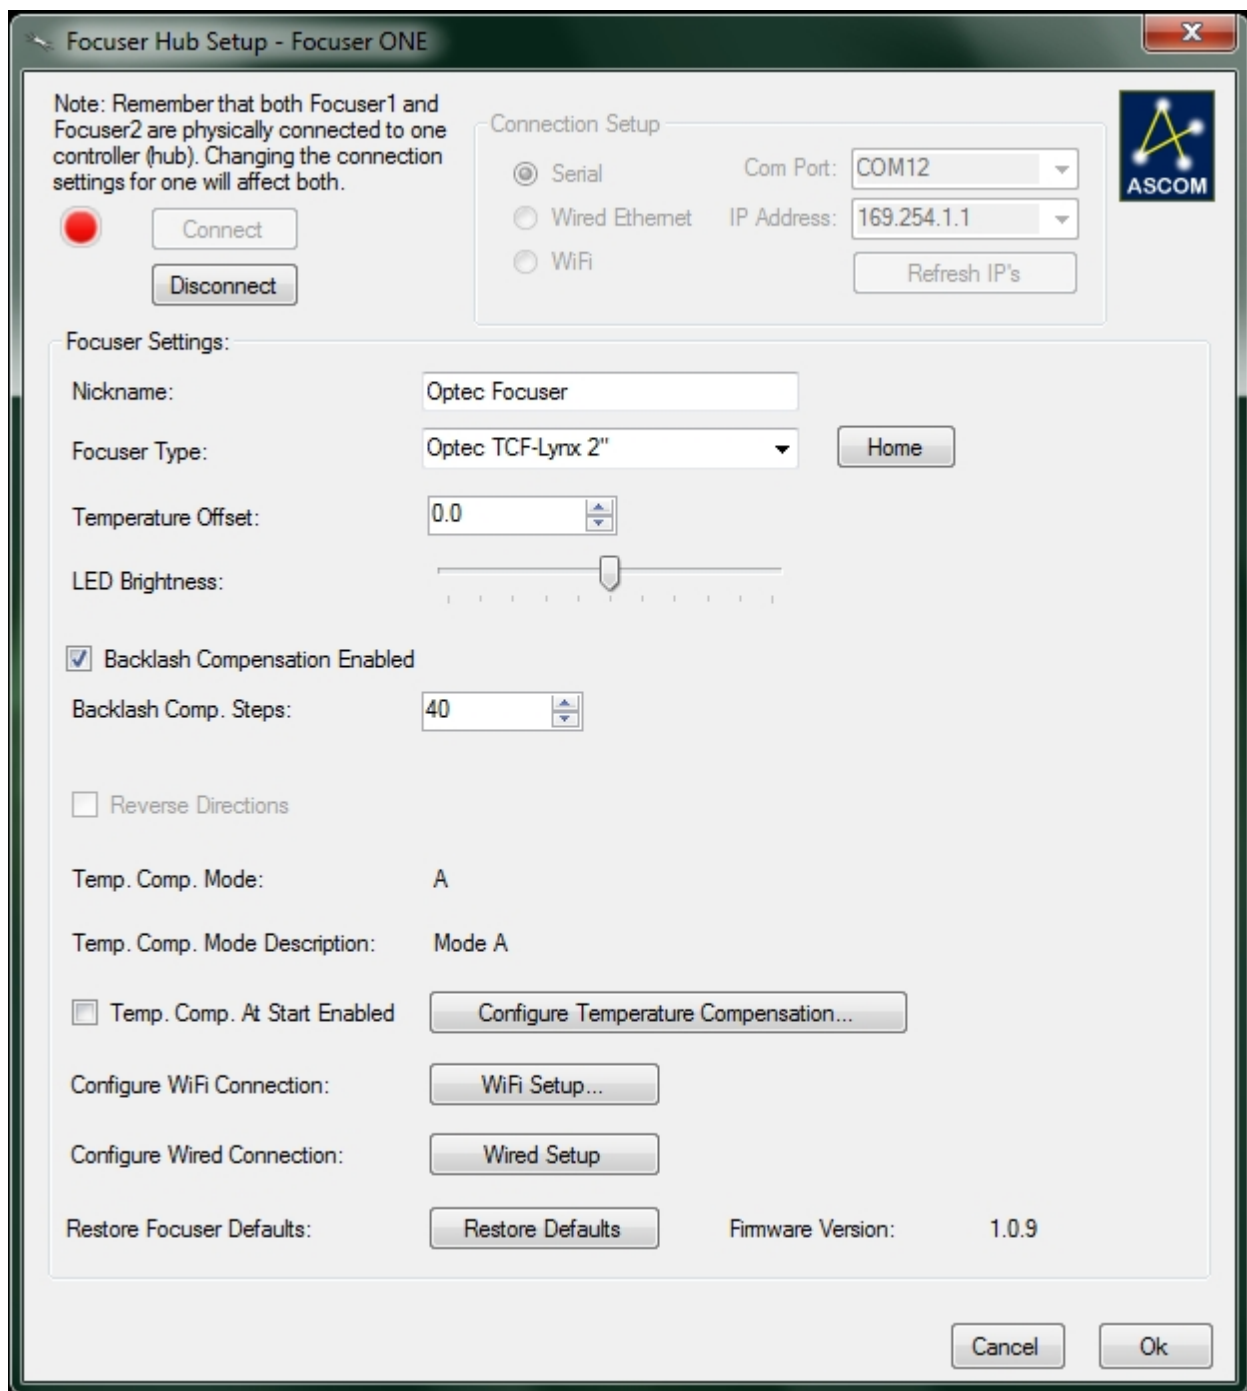 Focuser Hub Setup - Focuser ONE
Note: Remember that both Focuser1 and
Focuser2 are physically connected to one
controller (hub). Changing the connection
settings for one will affect both.
Connect
Disconnect
Connection Setup
Serial Com Port: COM12
Wired Ethernet IP Address: 169.254.1.1
WiFi Refresh IP's
ASCOM
Focuser Settings:
Nickname: Optec Focuser
Focuser Type: Optec TCF-Lynx 2" Home
Temperature Offset: 0.0
LED Brightness:
Backlash Compensation Enabled
Backlash Comp. Steps: 40
Reverse Directions
Temp. Comp. Mode: A
Temp. Comp. Mode Description: Mode A
Temp. Comp. At Start Enabled Configure Temperature Compensation...
Configure WiFi Connection: WiFi Setup...
Configure Wired Connection: Wired Setup
Restore Focuser Defaults: Restore Defaults Firmware Version: 1.0.9
Cancel Ok